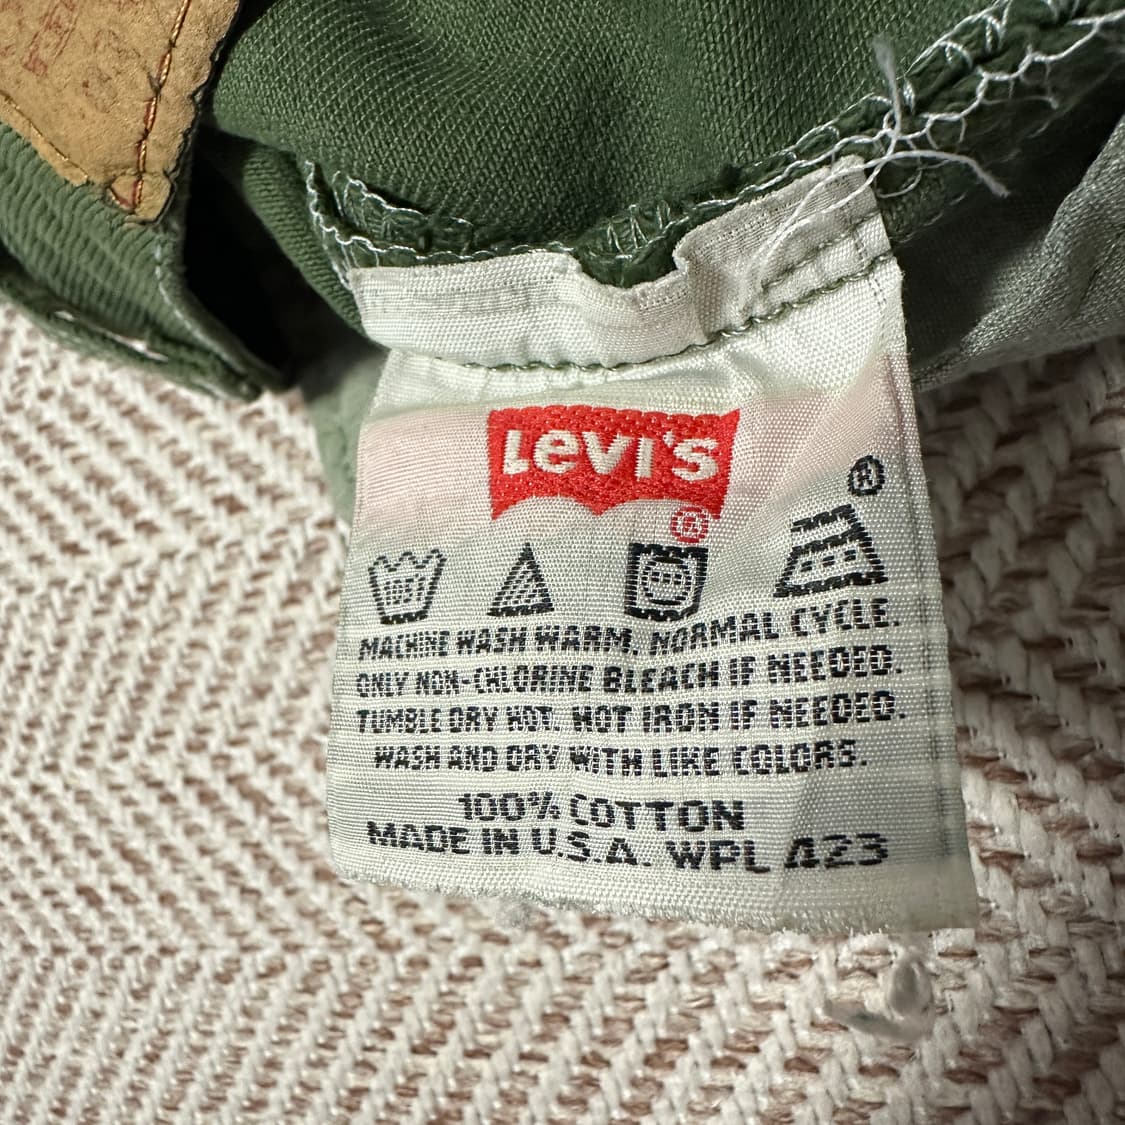 Levi's
®
®
105°
MACHINE WASH WARM, NORMAL CYCLE.
ONLY NON-CHLORINE BLEACH IF NEEDED.
TUMBLE DRY HOT. HOT IRON IF NEEDED.
WASH AND DRY WITH LIKE COLORS.
100% COTTON
MADE IN U.S.A. WPL 423